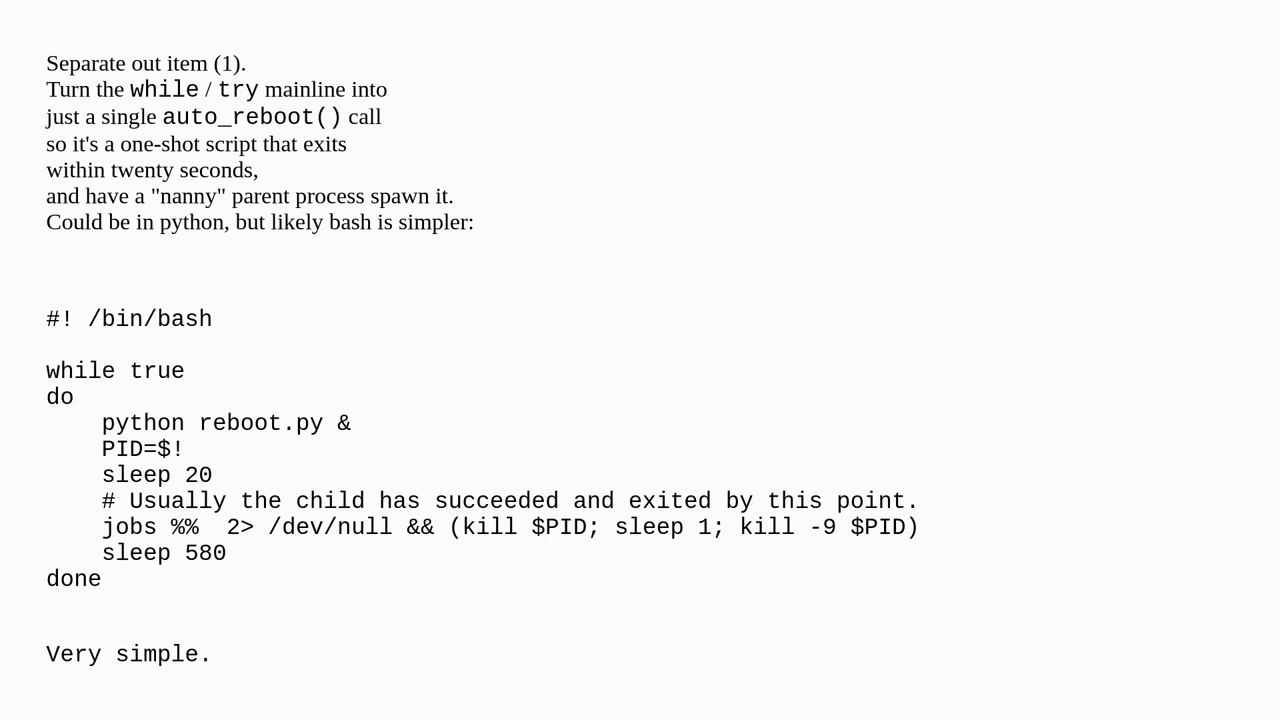 Separate out item (1).
Turn the while / try mainline into
just a single auto_reboot() call
so it's a one-shot script that exits
within twenty seconds,
and have a "nanny" parent process spawn it.
Could be in python, but likely bash is simpler:
#! /bin/bash
while true
do
    python reboot.py &
    PID=$!
    sleep 20
    # Usually the child has succeeded and exited by this point.
    jobs %%  2> /dev/null && (kill $PID; sleep 1; kill -9 $PID)
    sleep 580
done
Very simple.